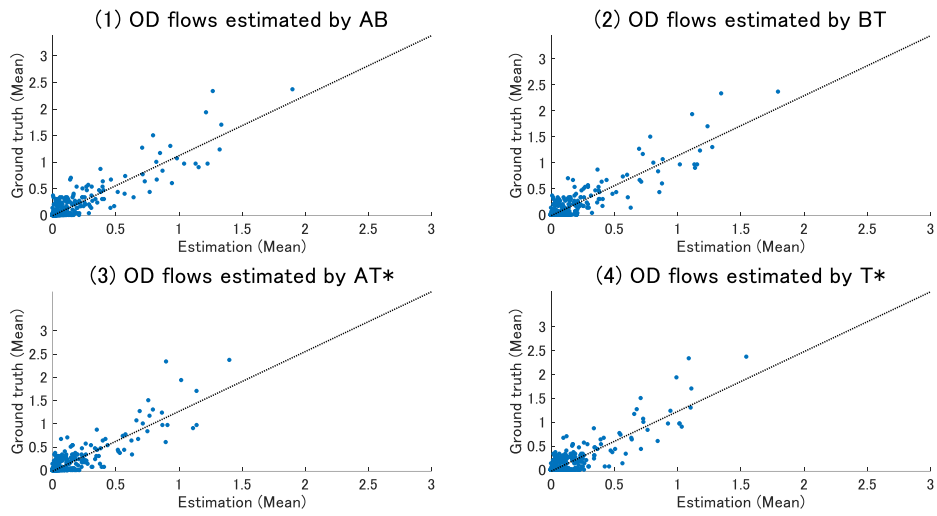 (1) OD flows estimated by AB
Ground truth (Mean)
3
2.5
2
1.5
1
0.5
0
0 0.5 1 1.5 2 2.5 3
Estimation (Mean)
(2) OD flows estimated by BT
Ground truth (Mean)
3
2.5
2
1.5
1
0.5
0
0 0.5 1 1.5 2 2.5 3
Estimation (Mean)
(3) OD flows estimated by AT*
Ground truth (Mean)
3
2.5
2
1.5
1
0.5
0
0 0.5 1 1.5 2 2.5 3
Estimation (Mean)
(4) OD flows estimated by T*
Ground truth (Mean)
3
2.5
2
1.5
1
0.5
0
0 0.5 1 1.5 2 2.5 3
Estimation (Mean)